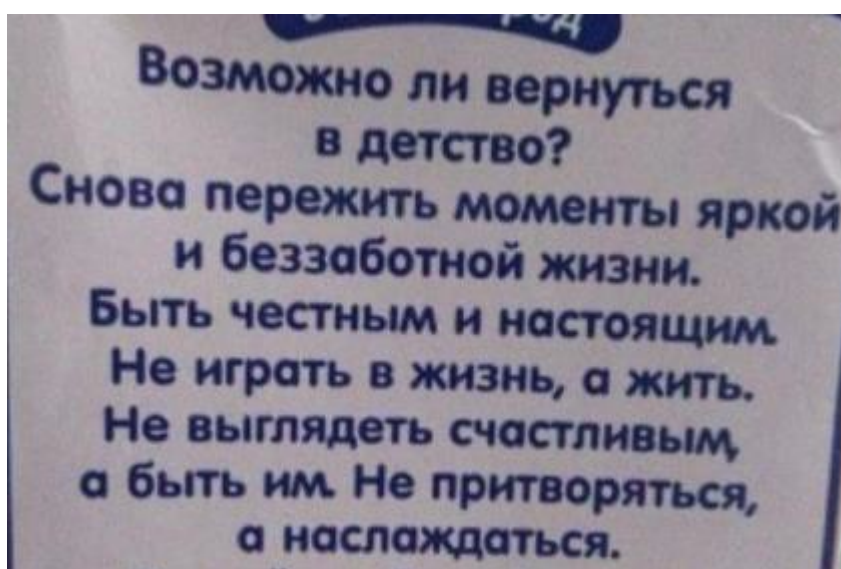 Возможно ли вернуться
в детство?
Снова пережить моменты яркой
и беззаботной жизни.
Быть честным и настоящим.
Не играть в жизнь, а жить.
Не выглядеть счастливым,
а быть им. Не притворяться,
а наслаждаться.